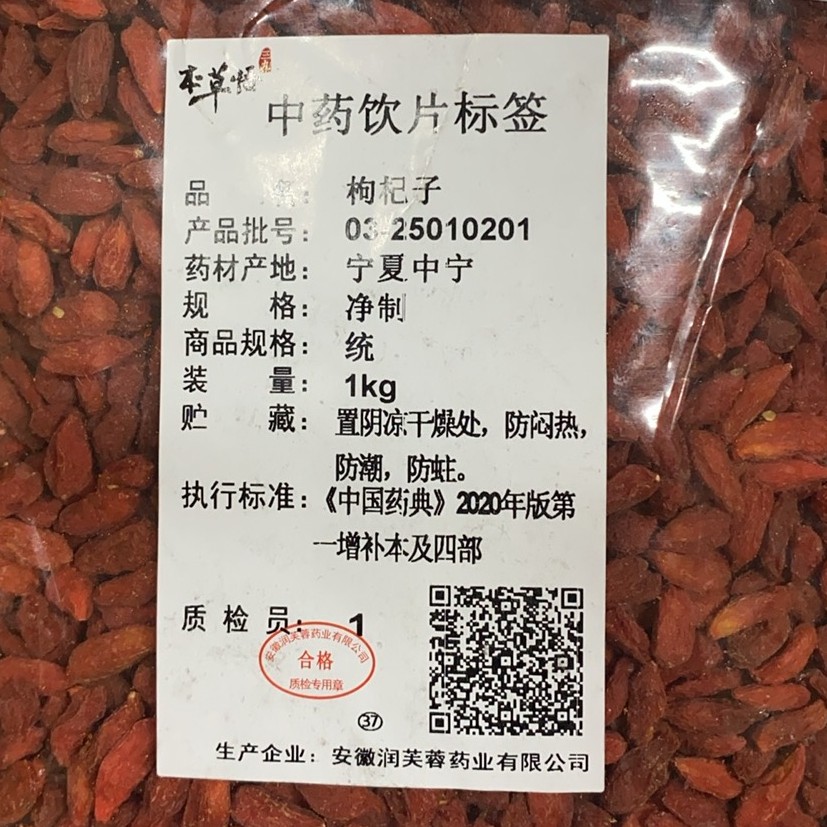 本草
中药饮片标签
品 名：枸杞子
产品批号：03-25010201
药材产地：宁夏中宁
规 格：净制
商品规格：统
装 量：1kg
贮 藏：置阴凉干燥处，防闷热，
防潮，防蛀。
执行标准：《中国药典》2020年版第
一增补本及四部
质 检 员：1
安徽润芙蓉药业有限公司
合格
质检专用章
37
生产企业：安徽润芙蓉药业有限公司